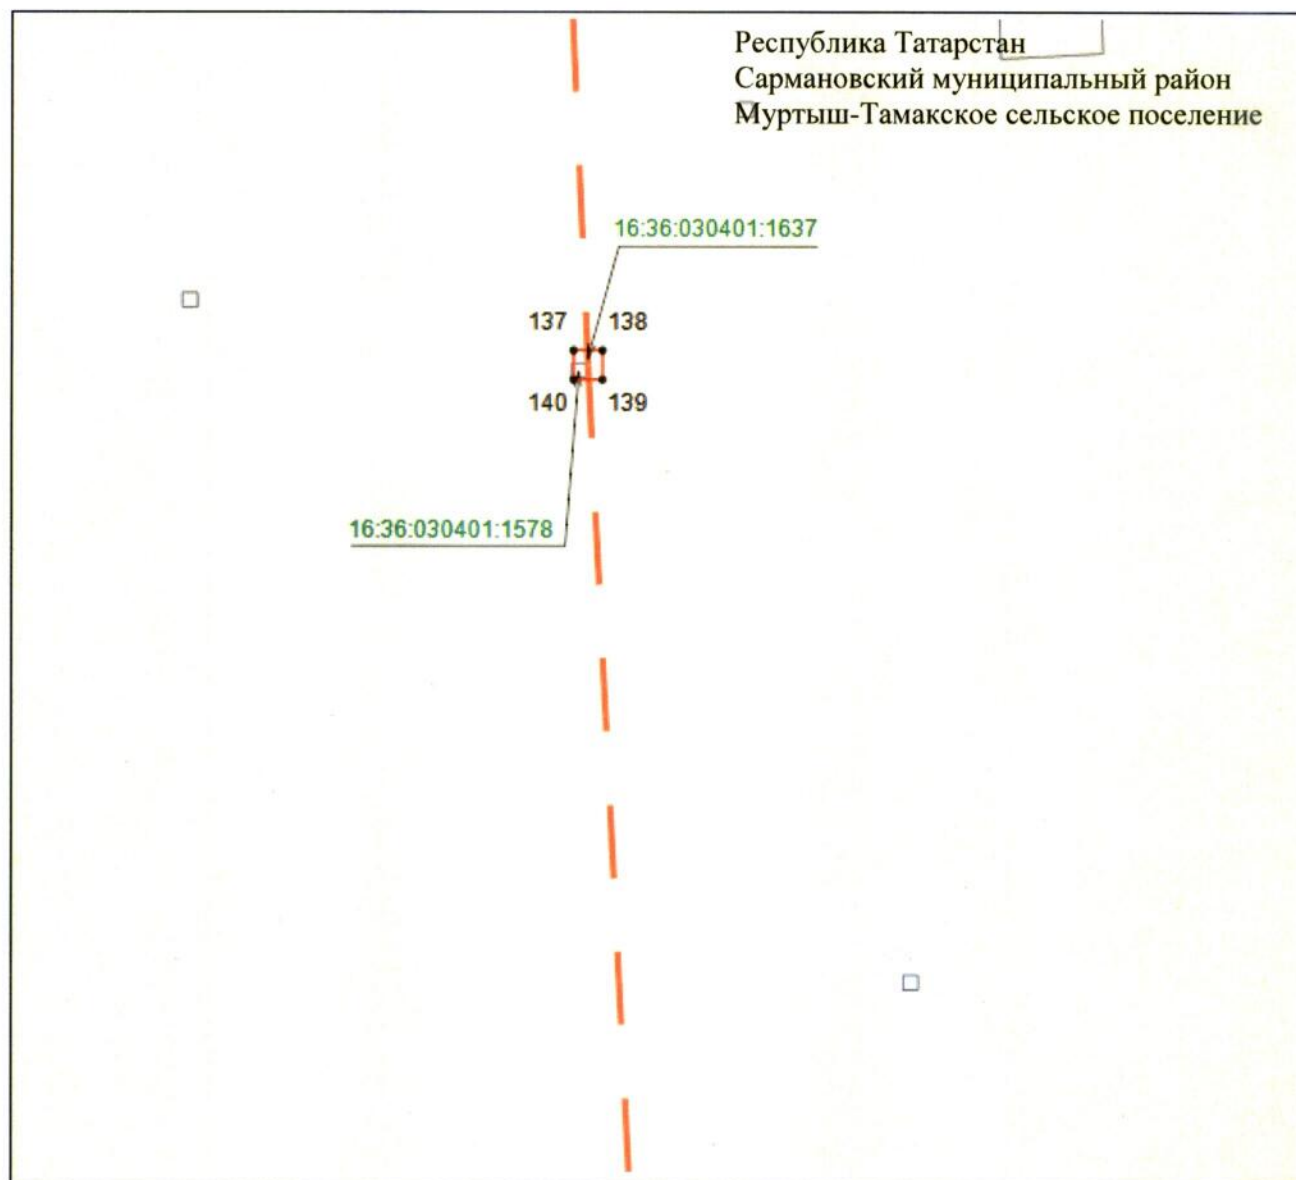 Республика Татарстан
Сармановский муниципальный район
Муртыш-Тамакское сельское поселение
16:36:030401:1637
137 138
140 139
16:36:030401:1578